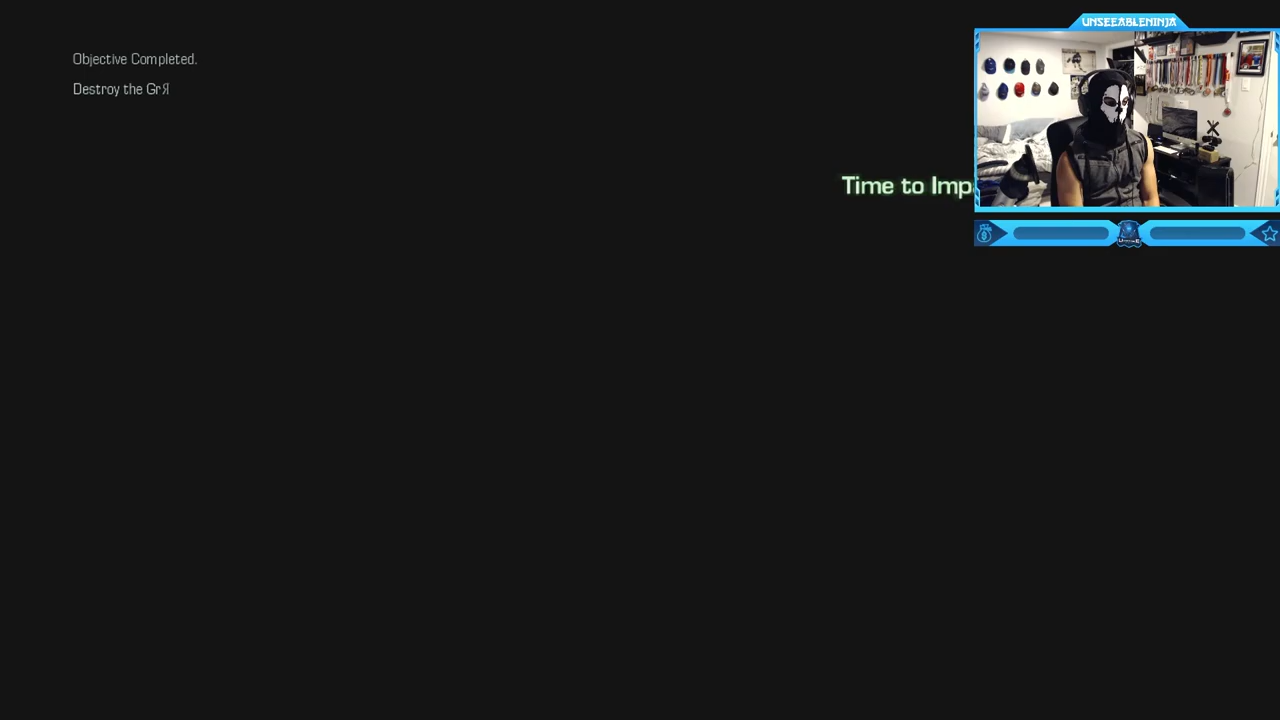 UNSEEABLENINJA
Objective Completed.
Destroy the GrЯ
Time to Imp